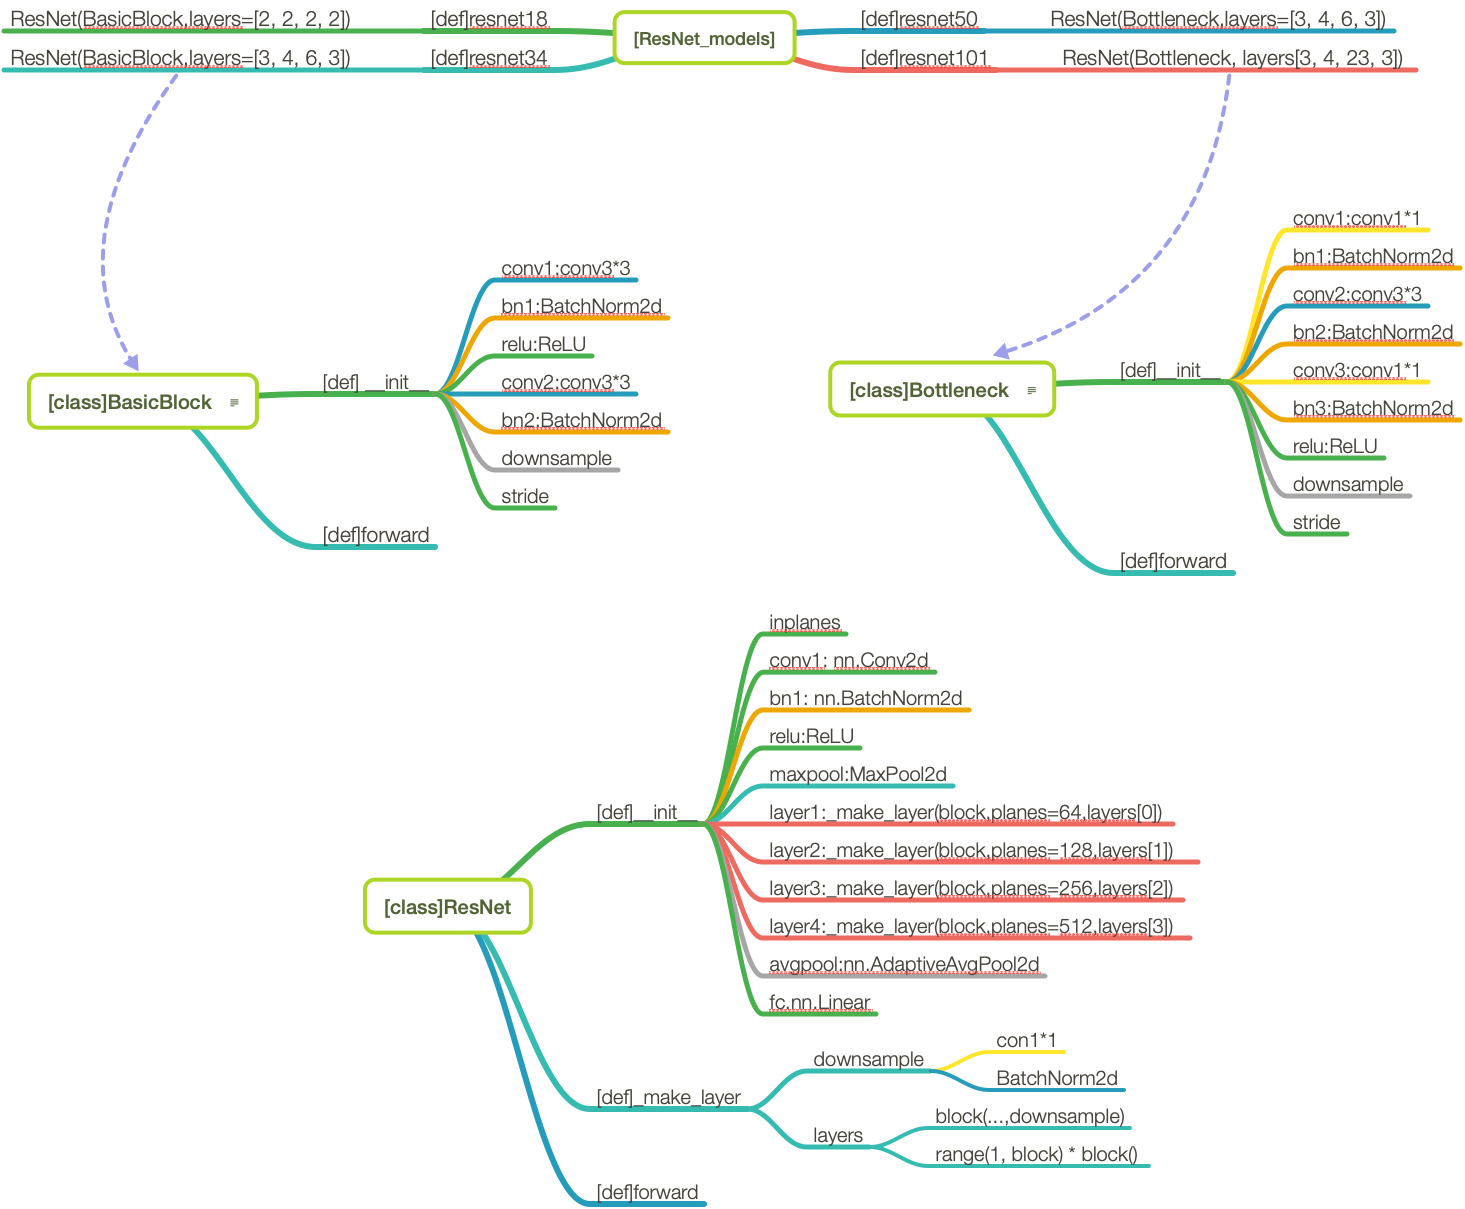 ResNet(BasicBlock,layers=[2, 2, 2, 2])
[def]resnet18
[ResNet_models]
[def]resnet50
ResNet(Bottleneck,layers=[3, 4, 6, 3])
ResNet(BasicBlock,layers=[3, 4, 6, 3])
[def]resnet34
[def]resnet101
ResNet(Bottleneck, layers[3, 4, 23, 3])
[class]BasicBlock
[def] __init__
conv1:conv3*3
bn1:BatchNorm2d
relu:ReLU
conv2:conv3*3
bn2:BatchNorm2d
downsample
stride
[def]forward
[class]Bottleneck
[def]__init__
conv1:conv1*1
bn1:BatchNorm2d
conv2:conv3*3
bn2:BatchNorm2d
conv3:conv1*1
bn3:BatchNorm2d
relu:ReLU
downsample
stride
[def]forward
[class]ResNet
[def]__init__
inplanes
conv1: nn.Conv2d
bn1: nn.BatchNorm2d
relu:ReLU
maxpool:MaxPool2d
layer1:_make_layer(block,planes=64,layers[0])
layer2:_make_layer(block,planes=128,layers[1])
layer3:_make_layer(block,planes=256,layers[2])
layer4:_make_layer(block,planes=512,layers[3])
avgpool:nn.AdaptiveAvgPool2d
fc.nn.Linear
[def]_make_layer
downsample
con1*1
BatchNorm2d
layers
block(...,downsample)
range(1, block) * block()
[def]forward